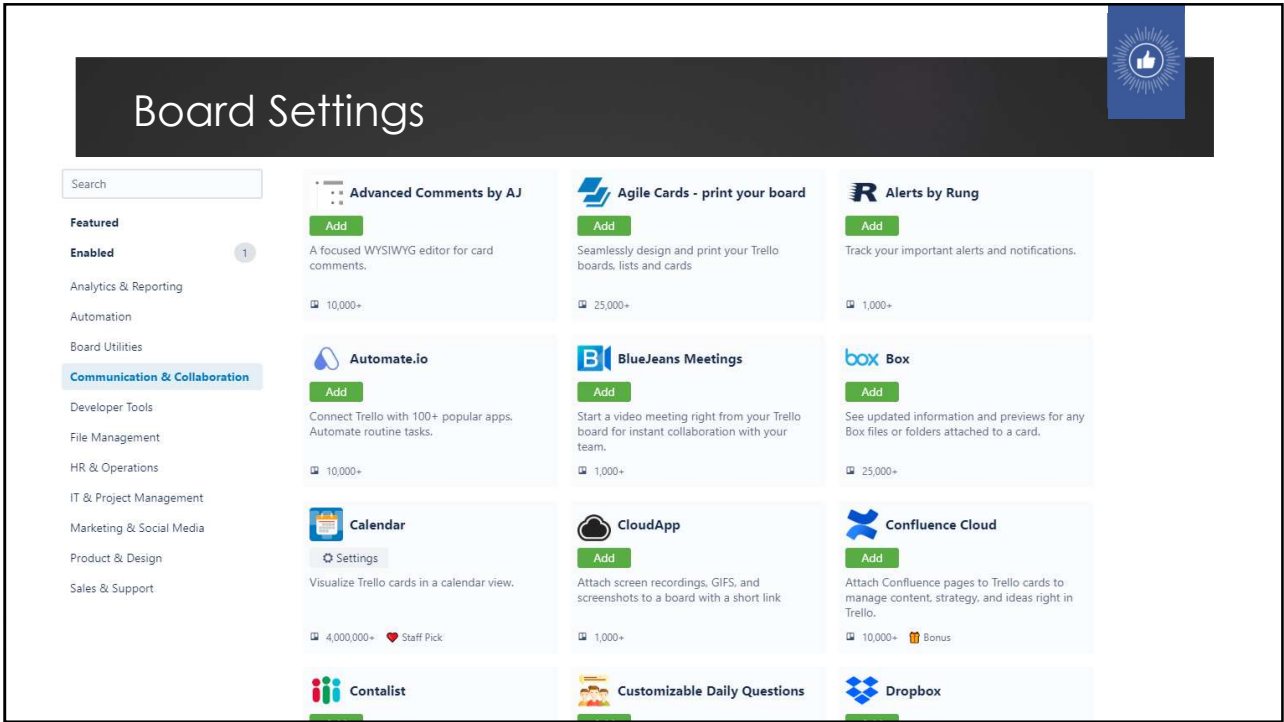 Board Settings
Search
Featured
Enabled 1
Analytics & Reporting
Automation
Board Utilities
Communication & Collaboration
Developer Tools
File Management
HR & Operations
IT & Project Management
Marketing & Social Media
Product & Design
Sales & Support
Advanced Comments by AJ
Add
A focused WYSIWYG editor for card
comments.
10,000+
Agile Cards - print your board
Add
Seamlessly design and print your Trello
boards, lists and cards
25,000+
R Alerts by Rung
Add
Track your important alerts and notifications.
1,000+
Automate.io
Add
Connect Trello with 100+ popular apps.
Automate routine tasks.
10,000+
B BlueJeans Meetings
Add
Start a video meeting right from your Trello
board for instant collaboration with your
team.
1,000+
box Box
Add
See updated information and previews for any
Box files or folders attached to a card.
25,000+
Calendar
Settings
Visualize Trello cards in a calendar view.
4,000,000+ Staff Pick
CloudApp
Add
Attach screen recordings, GIFS, and
screenshots to a board with a short link
1,000+
Confluence Cloud
Add
Attach Confluence pages to Trello cards to
manage content, strategy, and ideas right in
Trello.
10,000+ Bonus
Contalist
Customizable Daily Questions
Dropbox